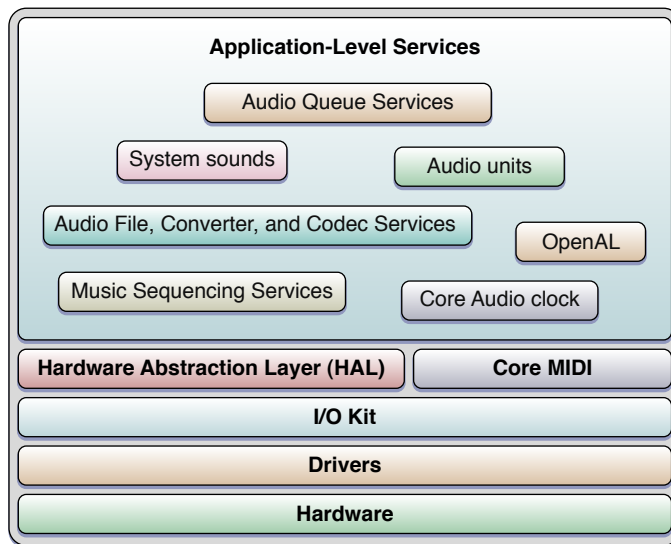 Application-Level Services
Audio Queue Services
System sounds
Audio units
Audio File, Converter, and Codec Services
OpenAL
Music Sequencing Services
Core Audio clock
Hardware Abstraction Layer (HAL)
Core MIDI
I/O Kit
Drivers
Hardware